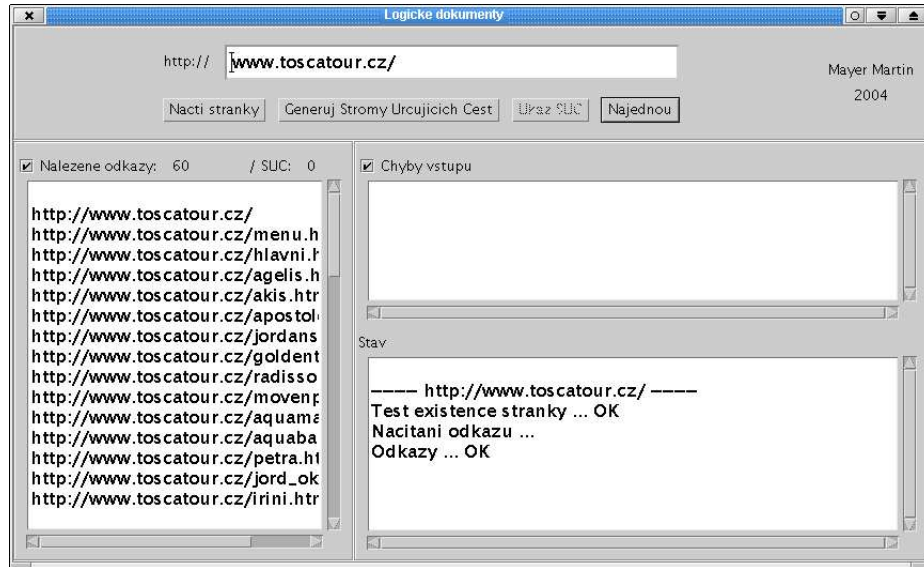 Logicke dokumenty
http:// www.toscatour.cz/
Mayer Martin
2004
Nacti stranky Generuj Stromy Urcujicich Cest Ukaz SUC Najednou
Nalezene odkazy: 60 / SUC: 0
http://www.toscatour.cz/
http://www.toscatour.cz/menu.h
http://www.toscatour.cz/hlavni.h
http://www.toscatour.cz/agelis.h
http://www.toscatour.cz/akis.htr
http://www.toscatour.cz/apostol
http://www.toscatour.cz/jordans
http://www.toscatour.cz/goldent
http://www.toscatour.cz/radisso
http://www.toscatour.cz/movenp
http://www.toscatour.cz/aquama
http://www.toscatour.cz/aquaba
http://www.toscatour.cz/petra.ht
http://www.toscatour.cz/jord_ok
http://www.toscatour.cz/irini.htr
Chyby vstupu
Stav
---- http://www.toscatour.cz/ ----
Test existence stranky ... OK
Nacitani odkazu ...
Odkazy ... OK